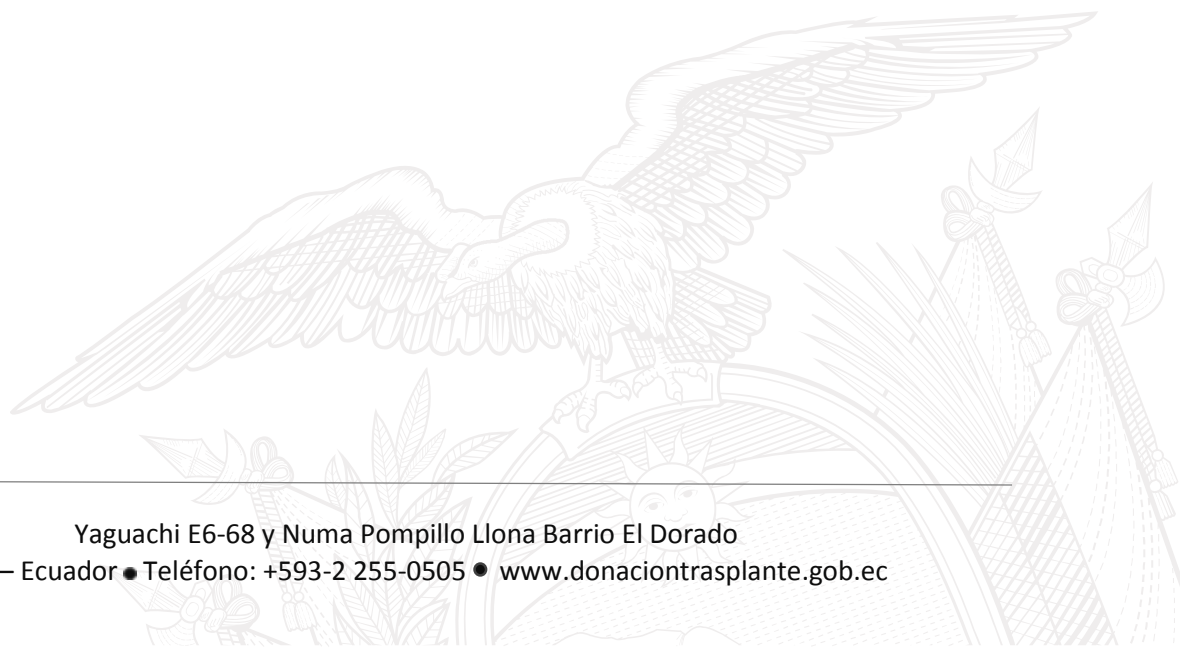 Yaguachi E6-68 y Numa Pompillo Llona Barrio El Dorado
– Ecuador ● Teléfono: +593-2 255-0505 ● www.donaciontrasplante.gob.ec